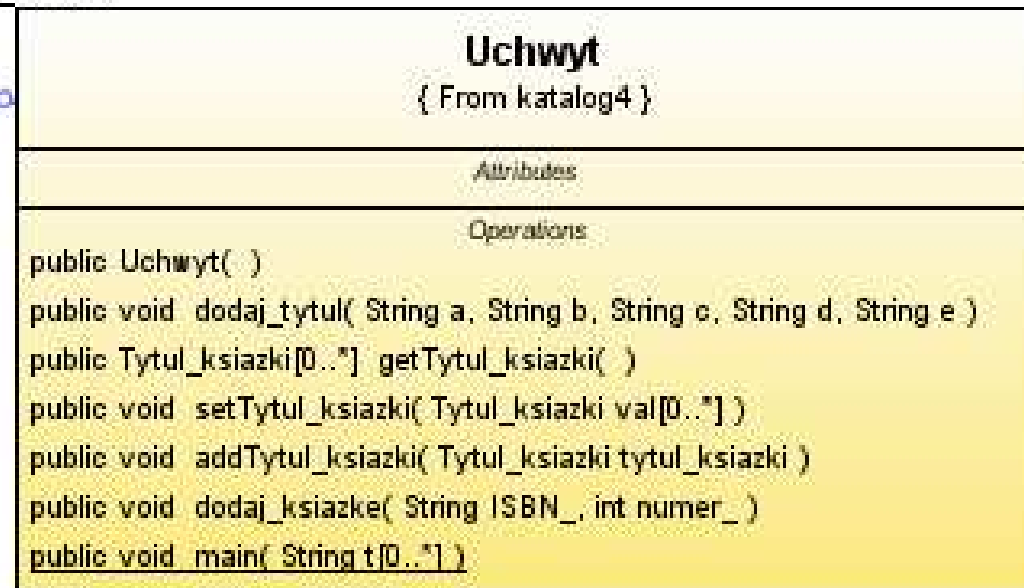 Uchwyt
{ From katalog4 }
Attributes
Operations
public Uchwyt( )
public void dodaj_tytul( String a, String b, String c, String d, String e )
public Tytul_ksiazki[0..*] getTytul_ksiazki( )
public void setTytul_ksiazki( Tytul_ksiazki val[0..*] )
public void addTytul_ksiazki( Tytul_ksiazki tytul_ksiazki )
public void dodaj_ksiazke( String ISBN_, int numer_ )
public void main( String t[0..*] )